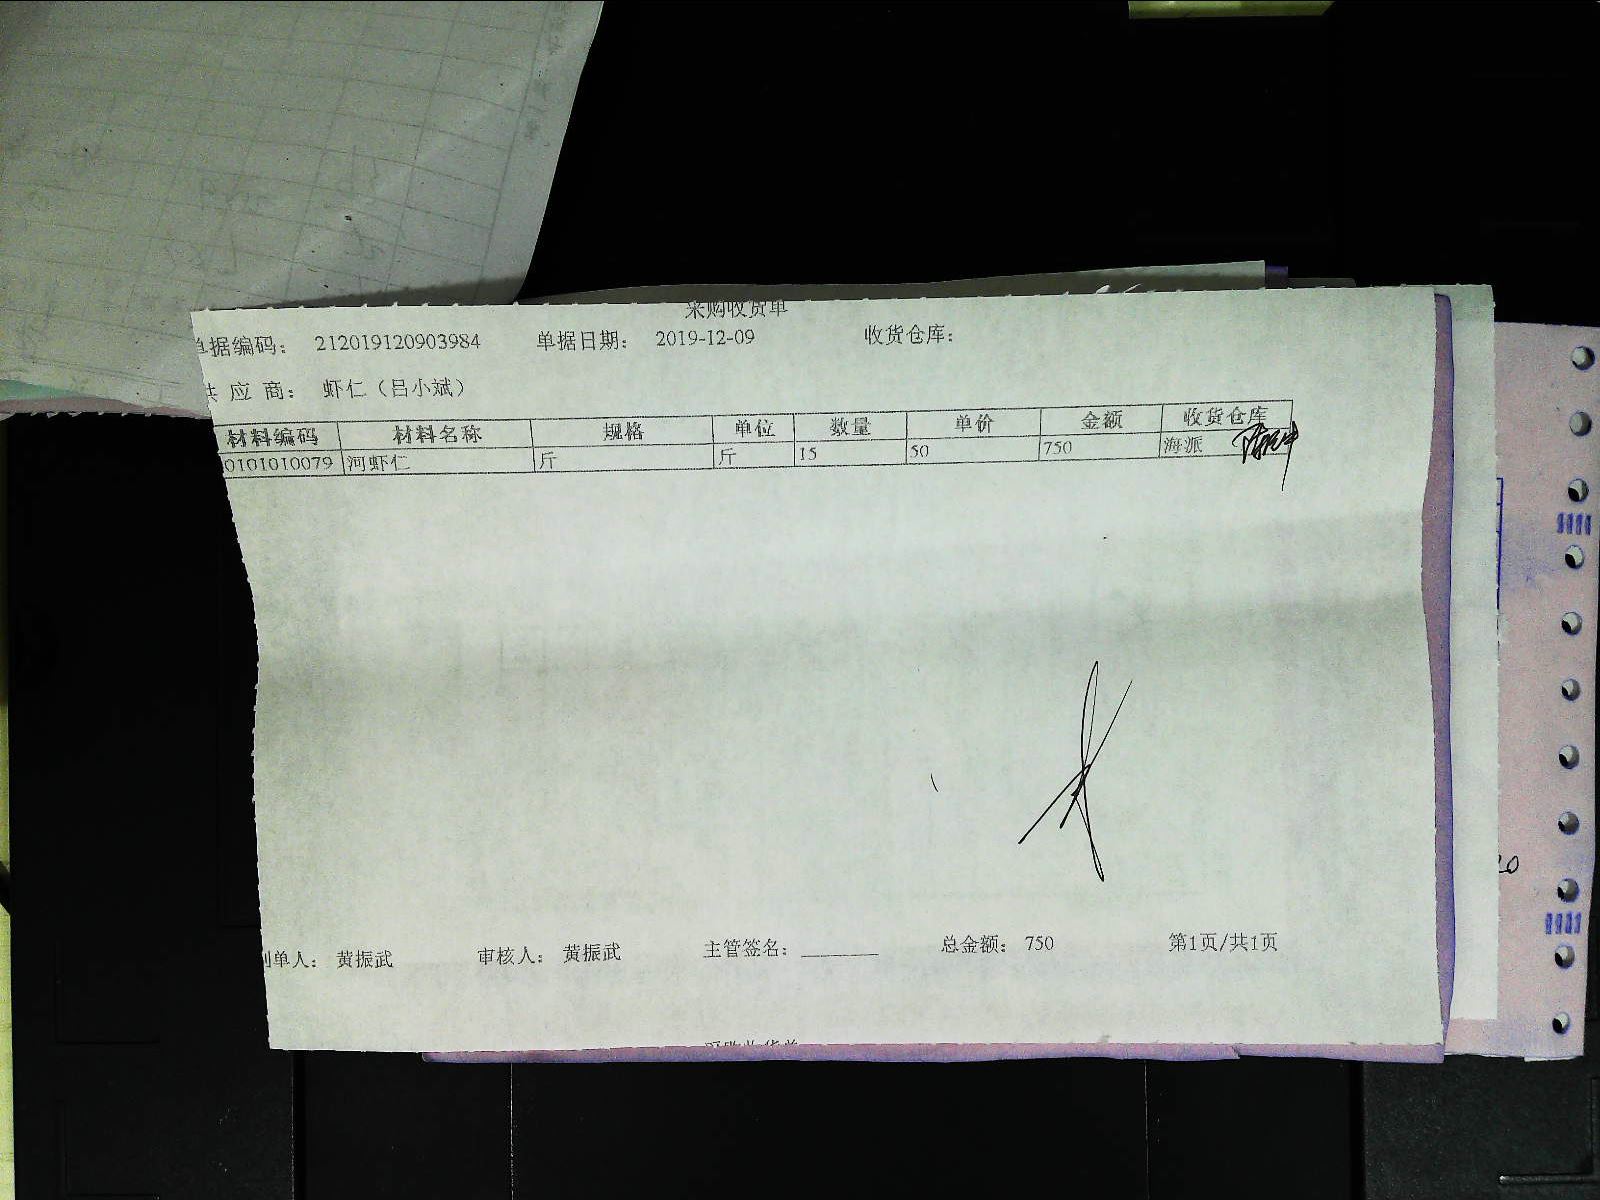 采购收货单
单据编码： 212019120903984 单据日期： 2019-12-09 收货仓库：
供 应 商： 虾仁（吕小斌）
材料编码 材料名称 规格 单位 数量 单价 金额 收货仓库
0101010079 河虾仁 斤 斤 15 50 750 海派
制单人： 黄振武 审核人： 黄振武 主管签名： 总金额： 750 第1页/共1页